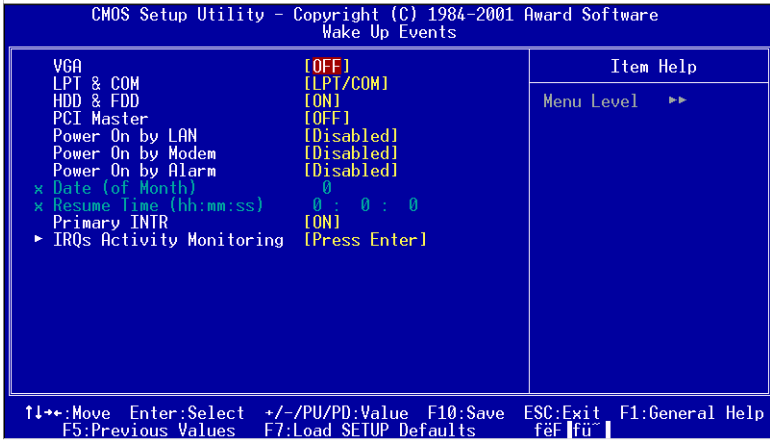 CMOS Setup Utility - Copyright (C) 1984-2001 Award Software
Wake Up Events
VGA [OFF]
LPT & COM [LPT/COM]
HDD & FDD [ON]
PCI Master [OFF]
Power On by LAN [Disabled]
Power On by Modem [Disabled]
Power On by Alarm [Disabled]
x Date (of Month) 0
x Resume Time (hh:mm:ss) 0 : 0 : 0
Primary INTR [ON]
► IRQs Activity Monitoring [Press Enter]
Item Help
Menu Level ►►
↑↓→←:Move Enter:Select +/-/PU/PD:Value F10:Save ESC:Exit F1:General Help
F5:Previous Values F7:Load SETUP Defaults fëF fü~